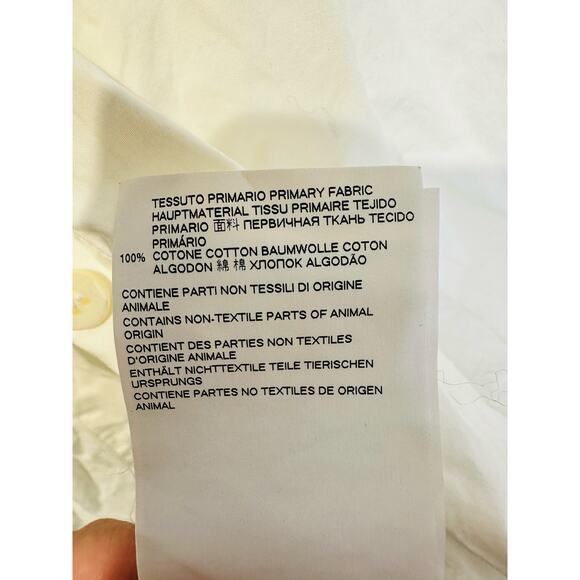 TESSUTO PRIMARIO PRIMARY FABRIC
HAUPTMATERIAL TISSU PRIMAIRE TEJIDO
PRIMARIO 面料 ПЕРВИЧНАЯ ТКАНЬ TECIDO
PRIMÁRIO
100% COTONE COTTON BAUMWOLLE COTON
ALGODON 綿 棉 ХЛОПОК ALGODÃO
CONTIENE PARTI NON TESSILI DI ORIGINE
ANIMALE
CONTAINS NON-TEXTILE PARTS OF ANIMAL
ORIGIN
CONTIENT DES PARTIES NON TEXTILES
D'ORIGINE ANIMALE
ENTHÄLT NICHTTEXTILE TEILE TIERISCHEN
URSPRUNGS
CONTIENE PARTES NO TEXTILES DE ORIGEN
ANIMAL